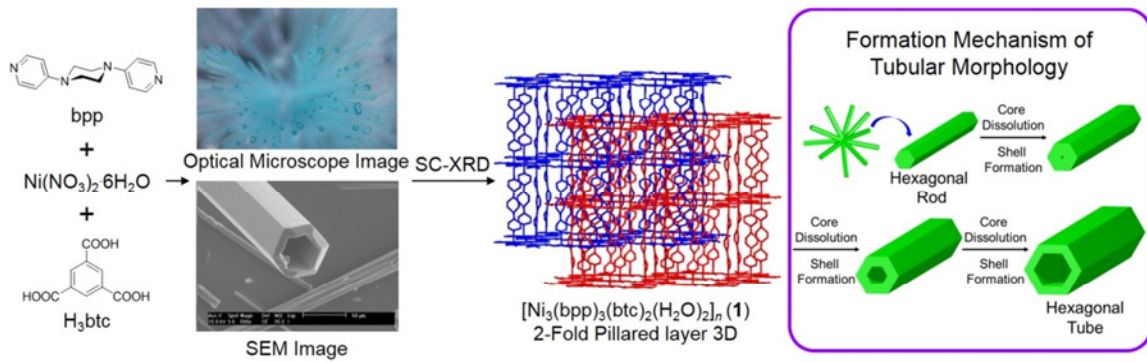 N
N
N
N
bpp
+
Ni(NO₃)₂·6H₂O
+
COOH
HOOC
COOH
H₃btc
Optical Microscope Image
SEM Image
SC-XRD
[Ni₃(bpp)₃(btc)₂(H₂O)₂]ₙ (1)
2-Fold Pillared layer 3D
Formation Mechanism of
Tubular Morphology
Hexagonal
Rod
Core
Dissolution
Shell
Formation
Core
Dissolution
Shell
Formation
Core
Dissolution
Shell
Formation
Hexagonal
Tube